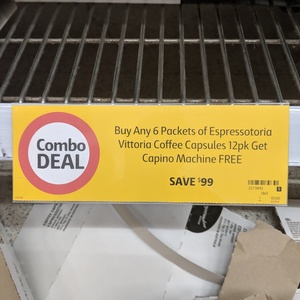 Combo
DEAL
Buy Any 6 Packets of Espressotoria
Vittoria Coffee Capsules 12pk Get
Capino Machine FREE
SAVE $99